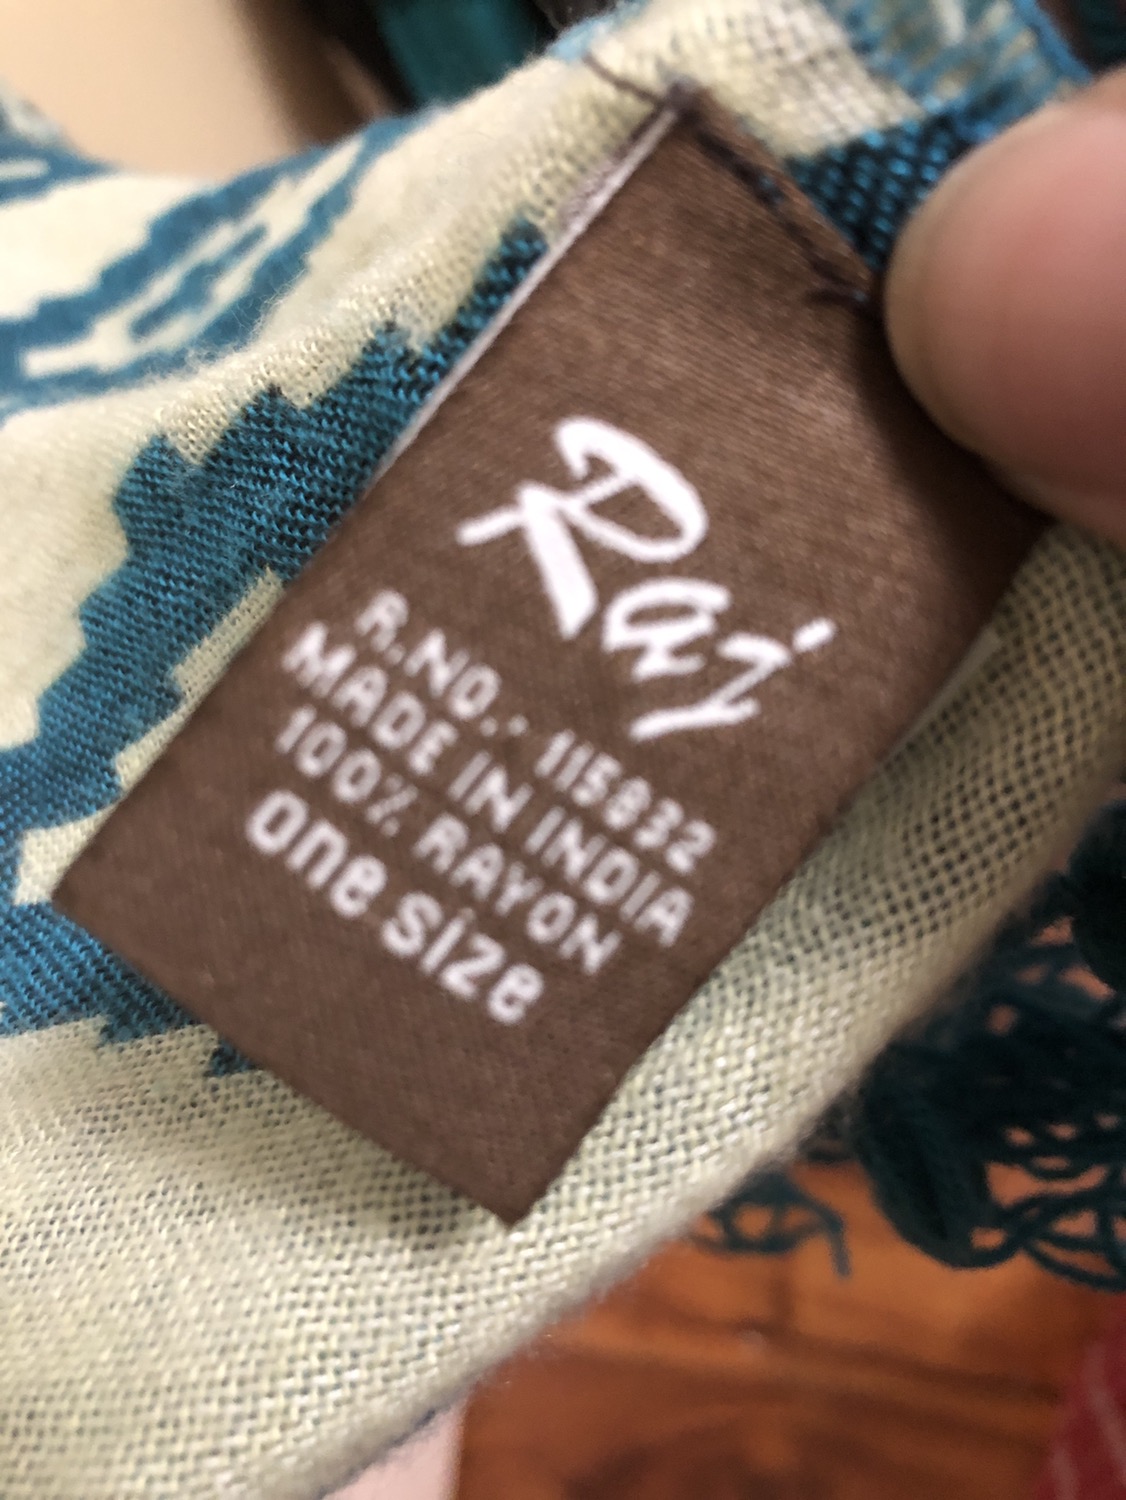 Raj
R.NO.:- 115832
MADE IN INDIA
100% RAYON
one size